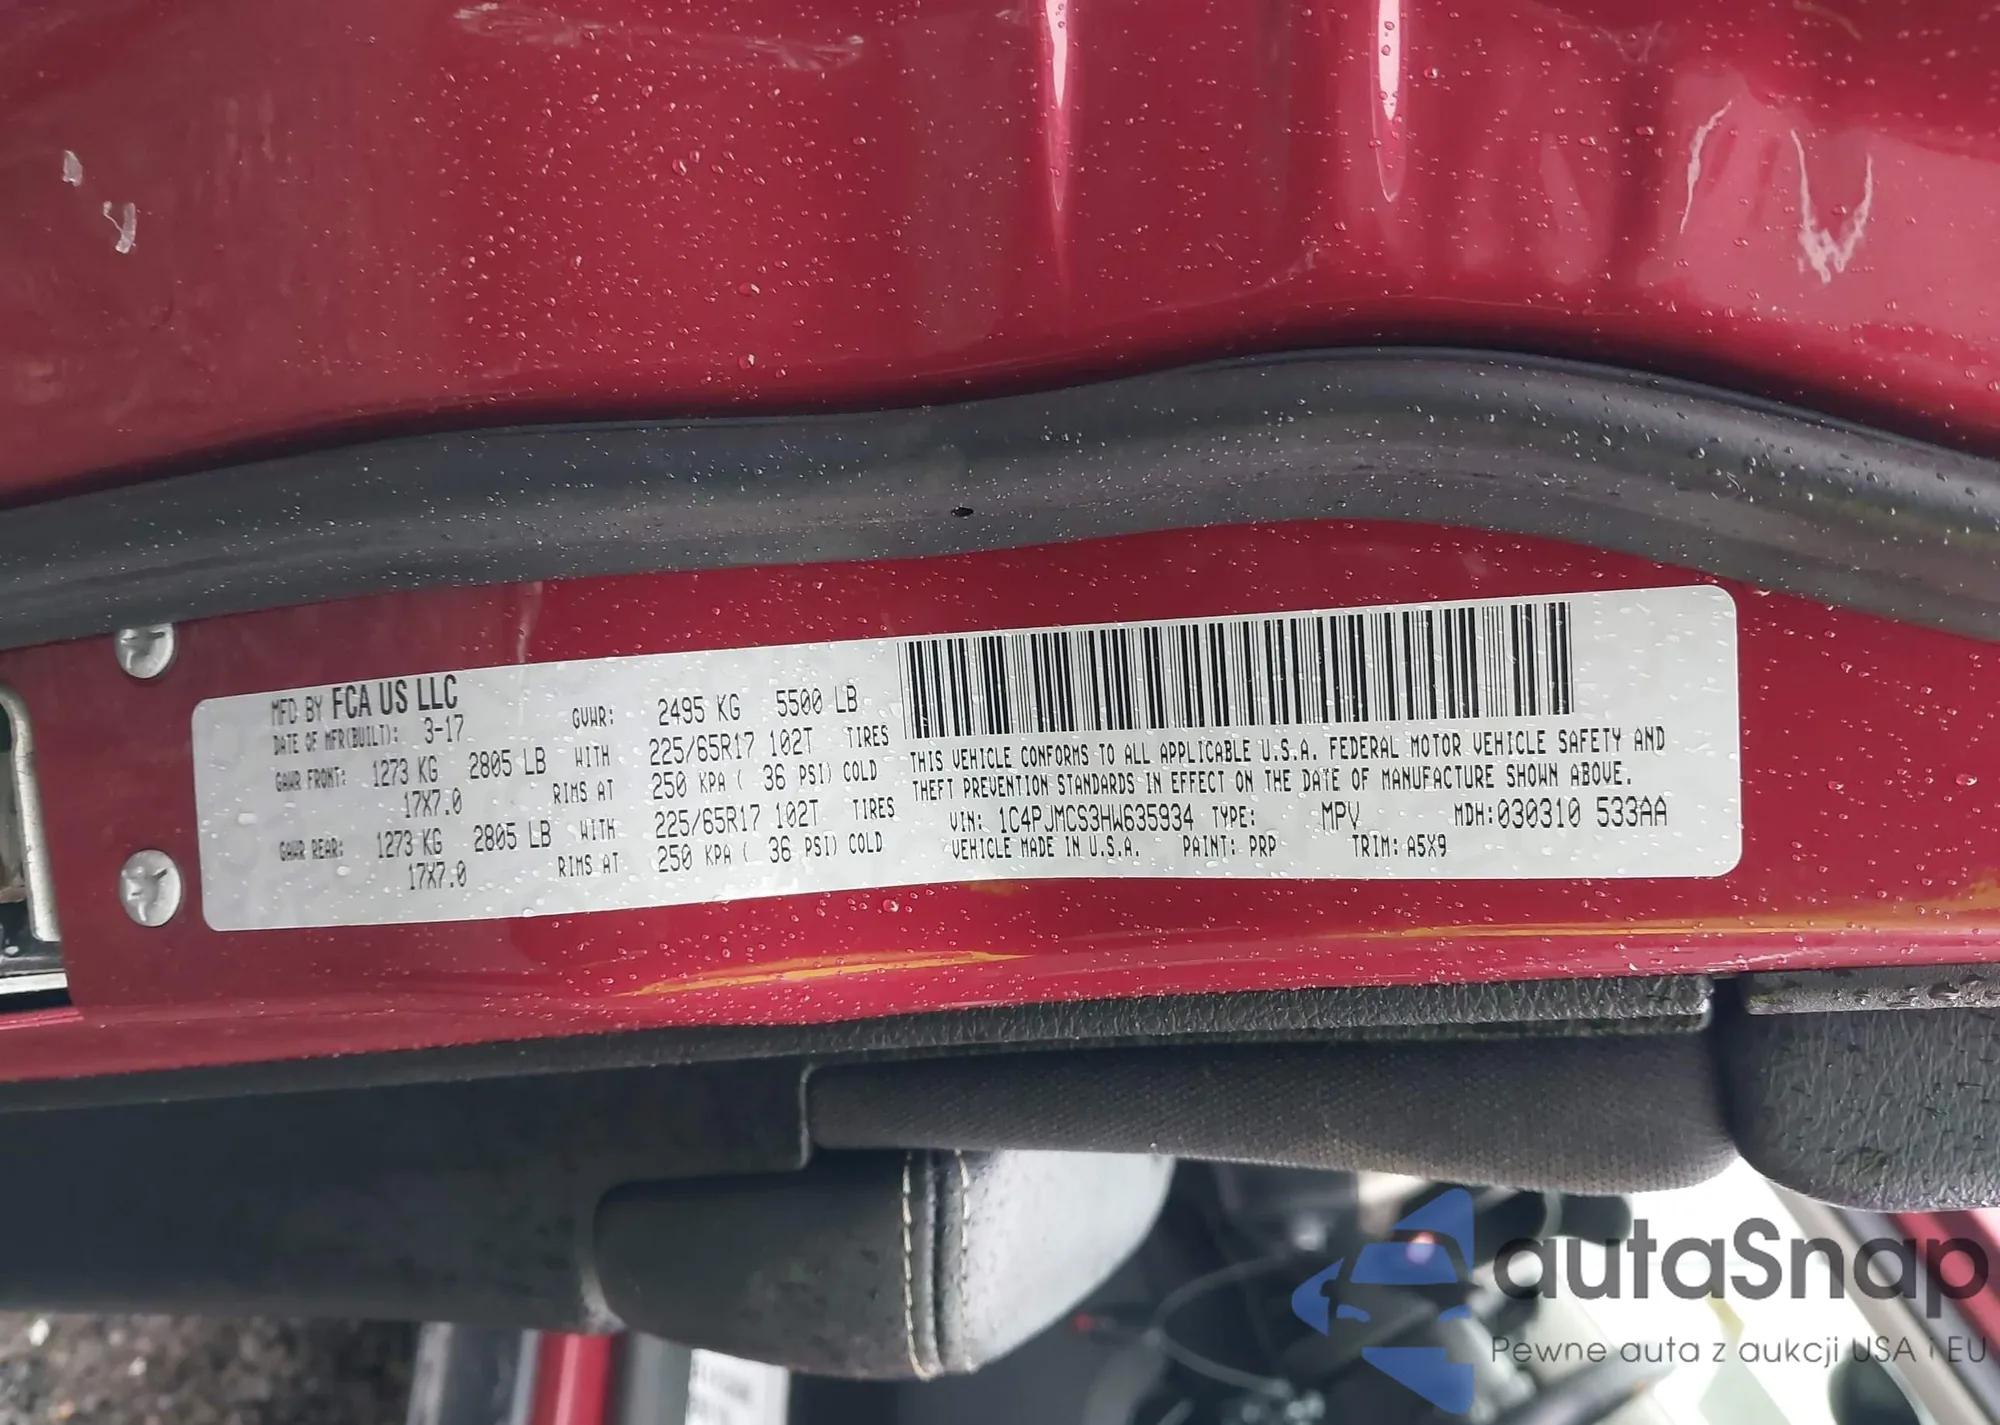 MFD BY FCA US LLC
DATE OF MFR(BUILT): 3-17
GVWR: 2495 KG 5500 LB
GAWR FRONT: 1273 KG 2805 LB WITH 225/65R17 102T TIRES
17X7.0 RIMS AT 250 KPA ( 36 PSI) COLD
GAWR REAR: 1273 KG 2805 LB WITH 225/65R17 102T TIRES
17X7.0 RIMS AT 250 KPA ( 36 PSI) COLD
THIS VEHICLE CONFORMS TO ALL APPLICABLE U.S.A. FEDERAL MOTOR VEHICLE SAFETY AND
THEFT PREVENTION STANDARDS IN EFFECT ON THE DATE OF MANUFACTURE SHOWN ABOVE.
VIN: 1C4PJMCS3HW635934 TYPE: MPV MDH:030310 533AA
VEHICLE MADE IN U.S.A. PAINT: PRP TRIM: A5X9
autaSnap
Pewne auta z aukcji USA i EU